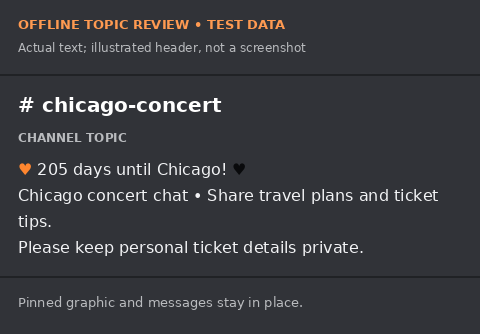 OFFLINE TOPIC REVIEW • TEST DATA
Actual text; illustrated header, not a screenshot
# chicago-concert
CHANNEL TOPIC
🧡 205 days until Chicago! 🖤
Chicago concert chat • Share travel plans and ticket
tips.
Please keep personal ticket details private.
Pinned graphic and messages stay in place.